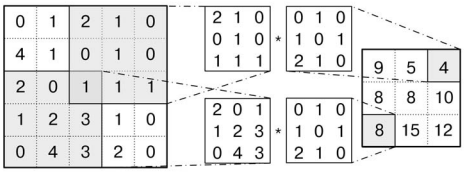 0 1 2 1 0
4 1 0 1 0
2 0 1 1 1
1 2 3 1 0
0 4 3 2 0
2 1 0
0 1 0
1 1 1
*
0 1 0
1 0 1
2 1 0
2 0 1
1 2 3
0 4 3
*
0 1 0
1 0 1
2 1 0
9 5 4
8 8 10
8 15 12